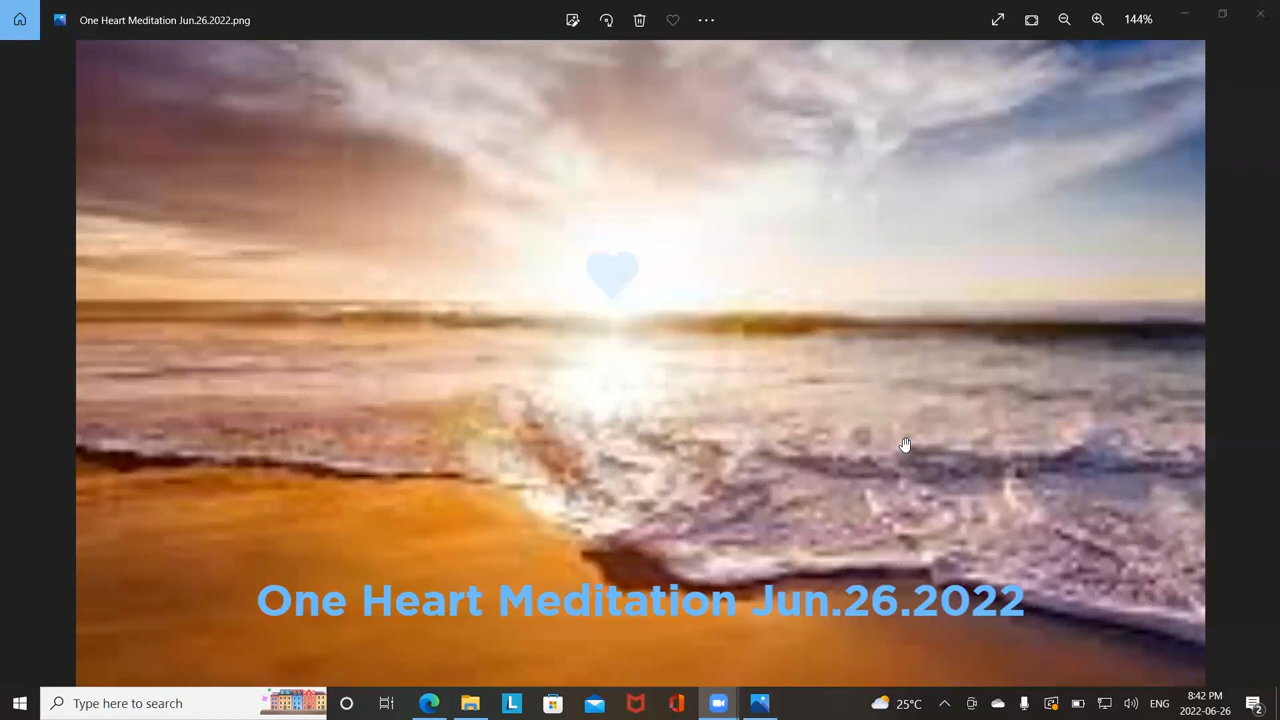 One Heart Meditation Jun.26.2022.png
144%
One Heart Meditation Jun.26.2022
Type here to search
L
25°C
ENG
8:42 PM
2022-06-26
2